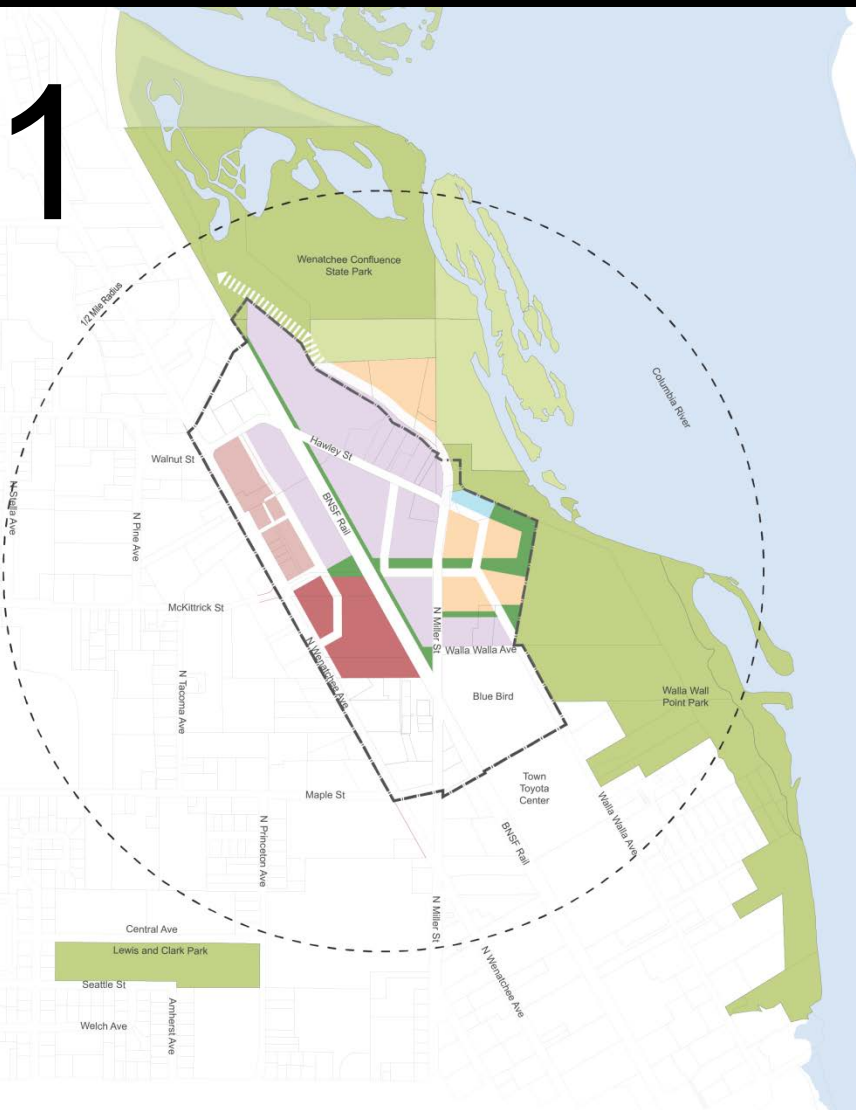 1
Wenatchee Confluence
State Park
1/2 Mile Radius
Columbia River
Hawley St
Walnut St
BNSF Rail
N Stella Ave
N Pine Ave
McKittrick St
N Miller St
N Wenatchee Ave
Walla Walla Ave
N Tacoma Ave
Blue Bird
Walla Wall
Point Park
Town
Toyota
Center
Maple St
Walla Walla Ave
BNSF Rail
N Princeton Ave
N Miller St
Central Ave
Lewis and Clark Park
N Wenatchee Ave
Seattle St
Amherst Ave
Welch Ave